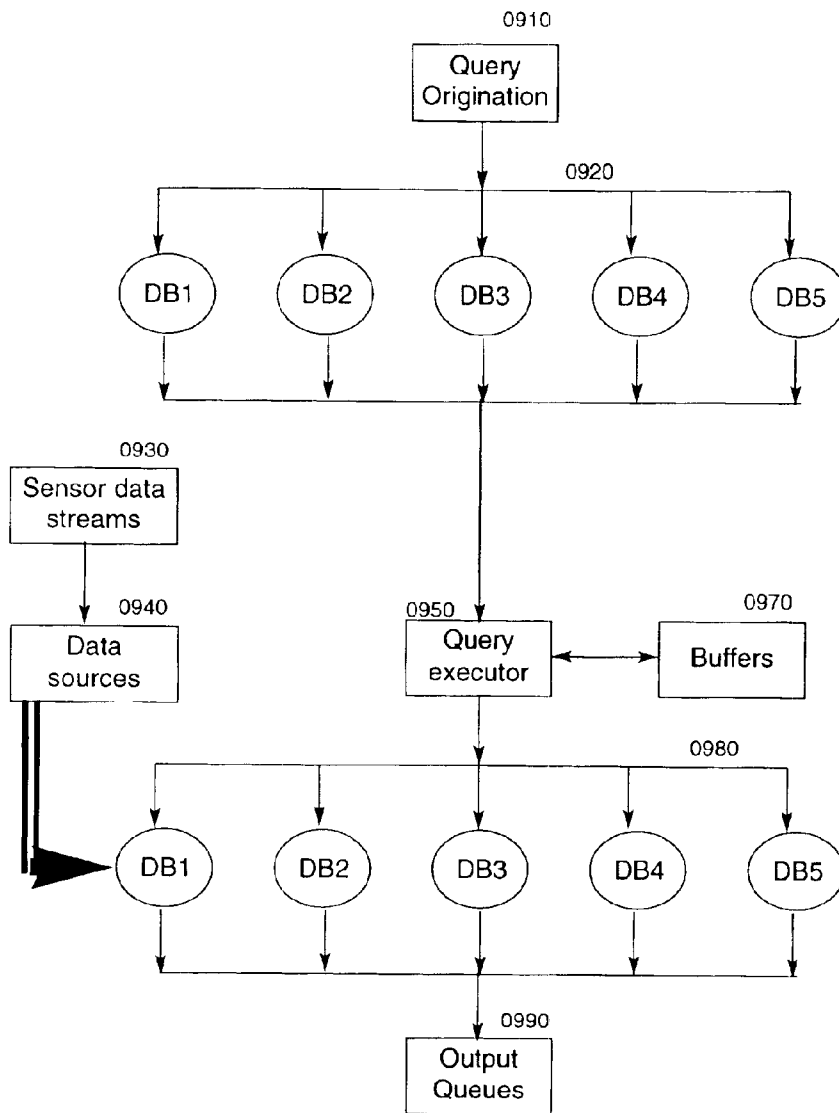 0910
Query
Origination
0920
DB1 DB2 DB3 DB4 DB5
0930
Sensor data
streams
0940
Data
sources
0950
Query
executor
0970
Buffers
0980
DB1 DB2 DB3 DB4 DB5
0990
Output
Queues